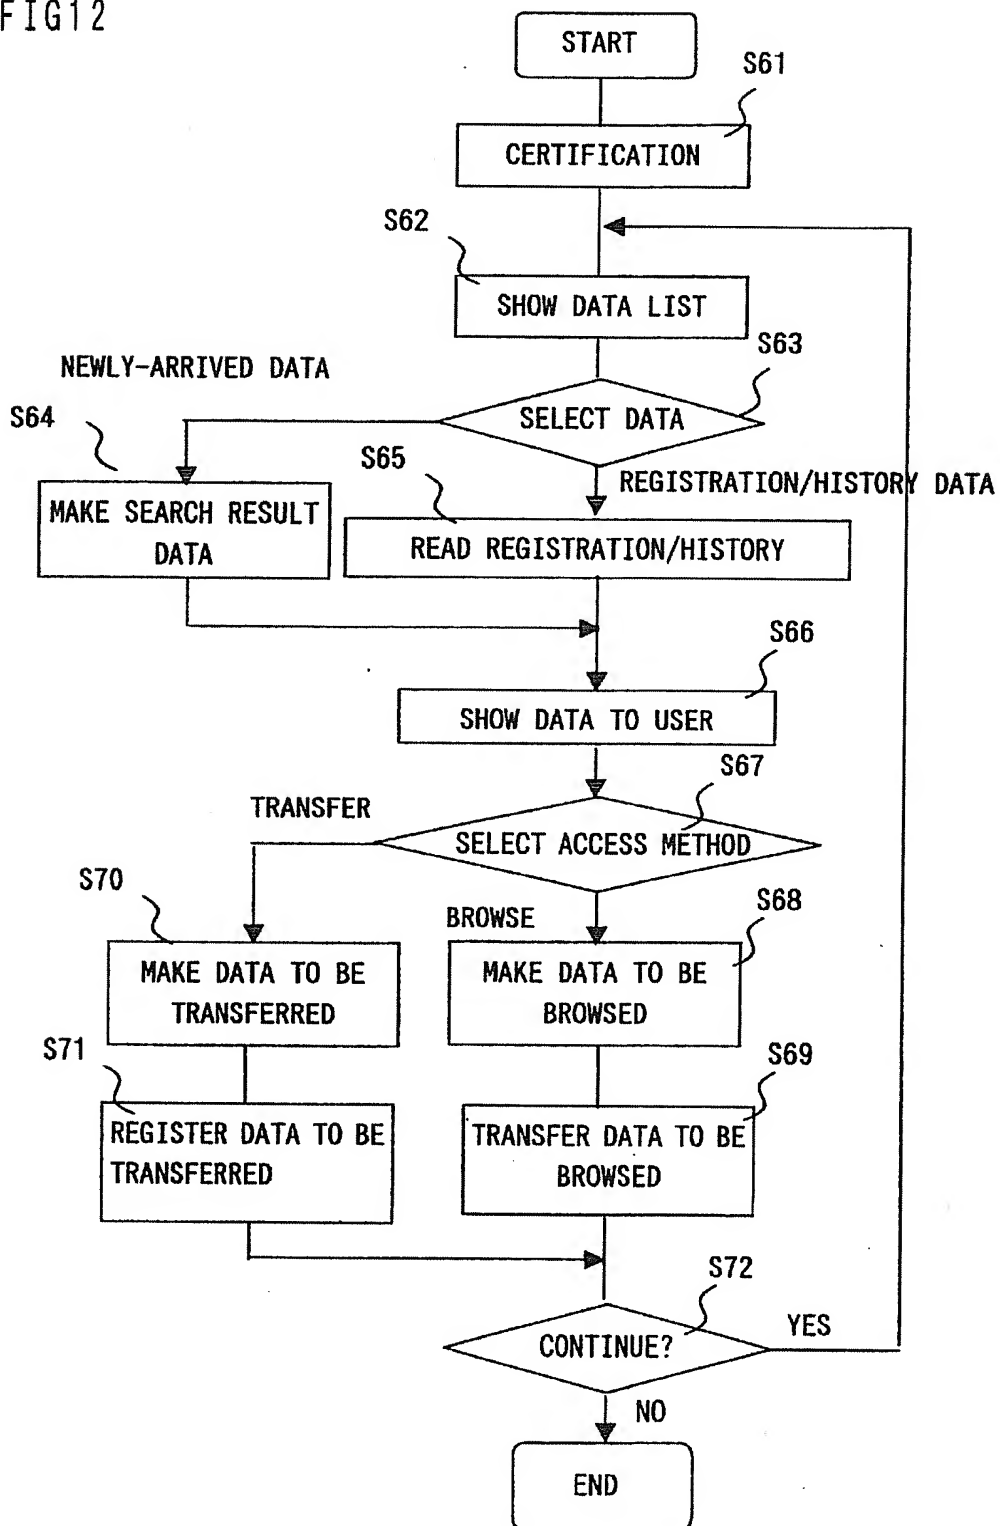 FIG12
START
S61
CERTIFICATION
S62
SHOW DATA LIST
S63
NEWLY-ARRIVED DATA
SELECT DATA
S64
S65
REGISTRATION/HISTORY DATA
MAKE SEARCH RESULT
DATA
READ REGISTRATION/HISTORY
S66
SHOW DATA TO USER
S67
TRANSFER
SELECT ACCESS METHOD
S70
S68
BROWSE
MAKE DATA TO BE
TRANSFERRED
MAKE DATA TO BE
BROWSED
S71
S69
REGISTER DATA TO BE
TRANSFERRED
TRANSFER DATA TO BE
BROWSED
S72
CONTINUE?
YES
NO
END